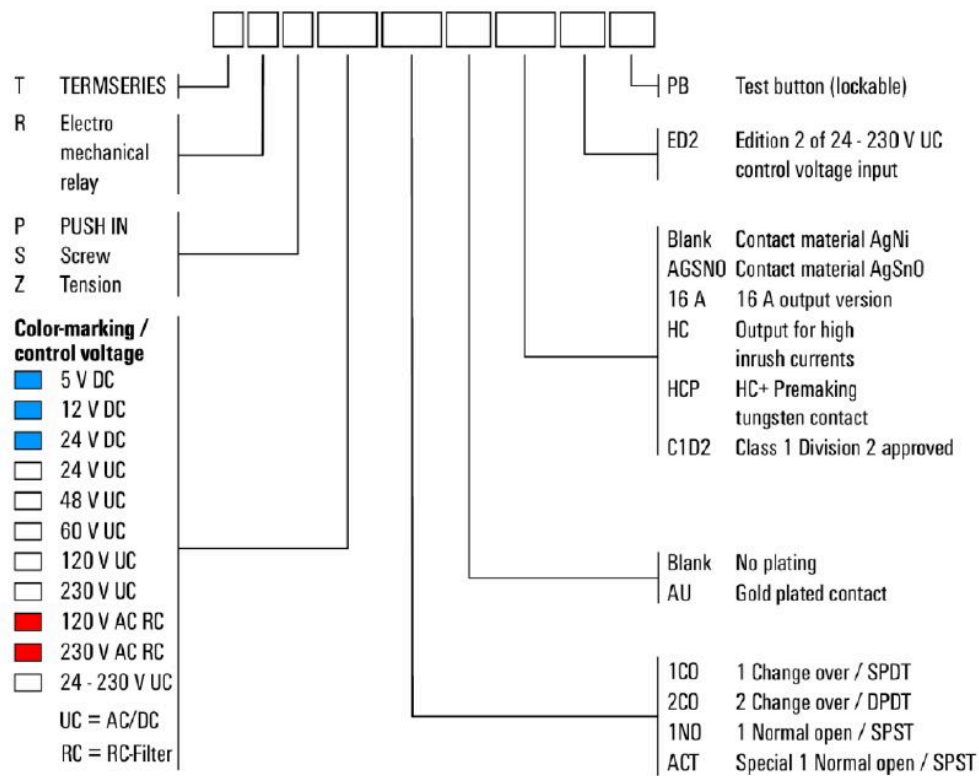 T TERMSERIES
R Electro
mechanical
relay
P PUSH IN
S Screw
Z Tension
Color-marking /
control voltage
5 V DC
12 V DC
24 V DC
24 V UC
48 V UC
60 V UC
120 V UC
230 V UC
120 V AC RC
230 V AC RC
24 - 230 V UC
UC = AC/DC
RC = RC-Filter
PB Test button (lockable)
ED2 Edition 2 of 24 - 230 V UC
control voltage input
Blank Contact material AgNi
AGSNO Contact material AgSnO
16 A 16 A output version
HC Output for high
inrush currents
HCP HC+ Premaking
tungsten contact
C1D2 Class 1 Division 2 approved
Blank No plating
AU Gold plated contact
1CO 1 Change over / SPDT
2CO 2 Change over / DPDT
1NO 1 Normal open / SPST
ACT Special 1 Normal open / SPST